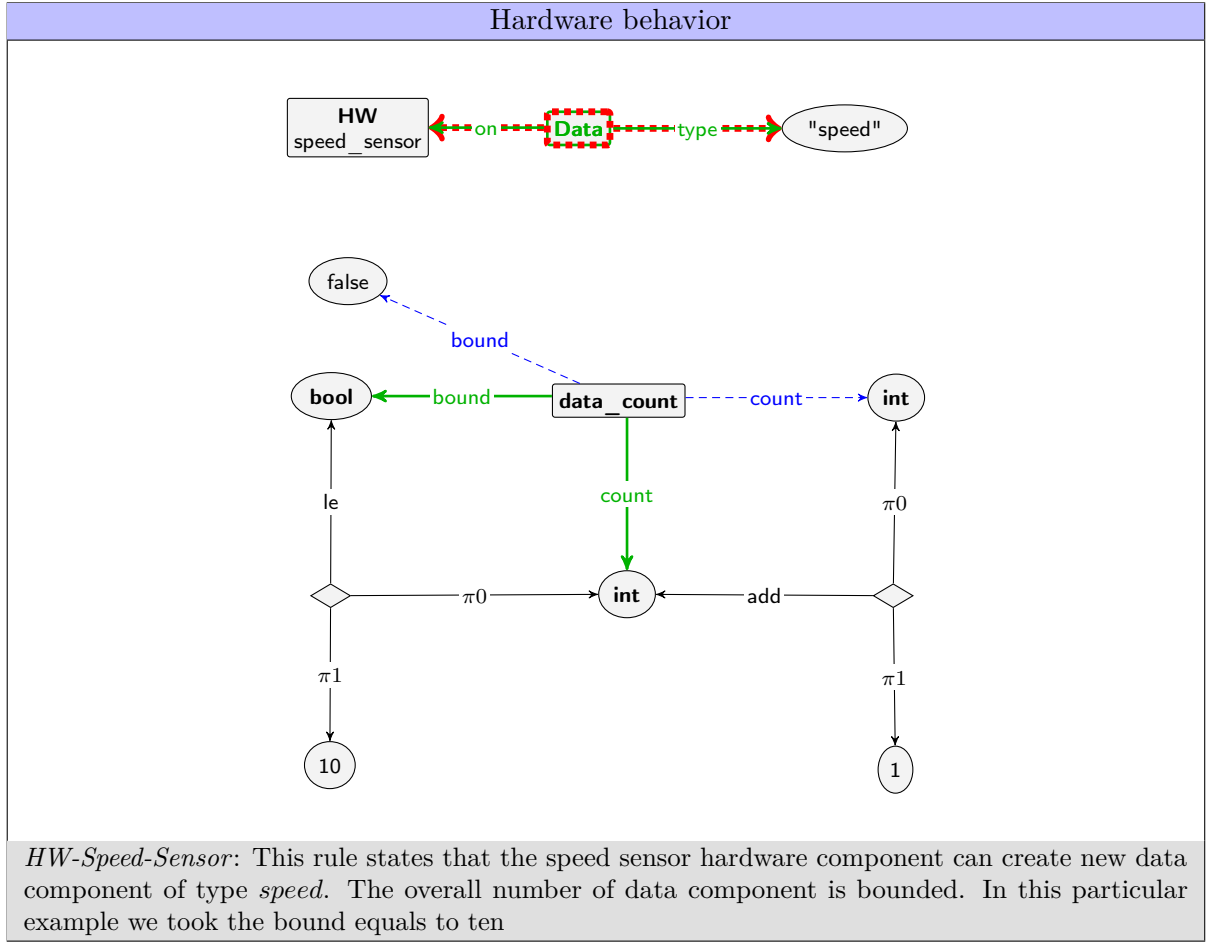 Hardware behavior
HW
speed_sensor
on
Data
type
"speed"
false
bound
bool
bound
data_count
count
int
le
count
π0
π0
int
add
π1
π1
10
1
HW-Speed-Sensor: This rule states that the speed sensor hardware component can create new data
component of type speed. The overall number of data component is bounded. In this particular
example we took the bound equals to ten